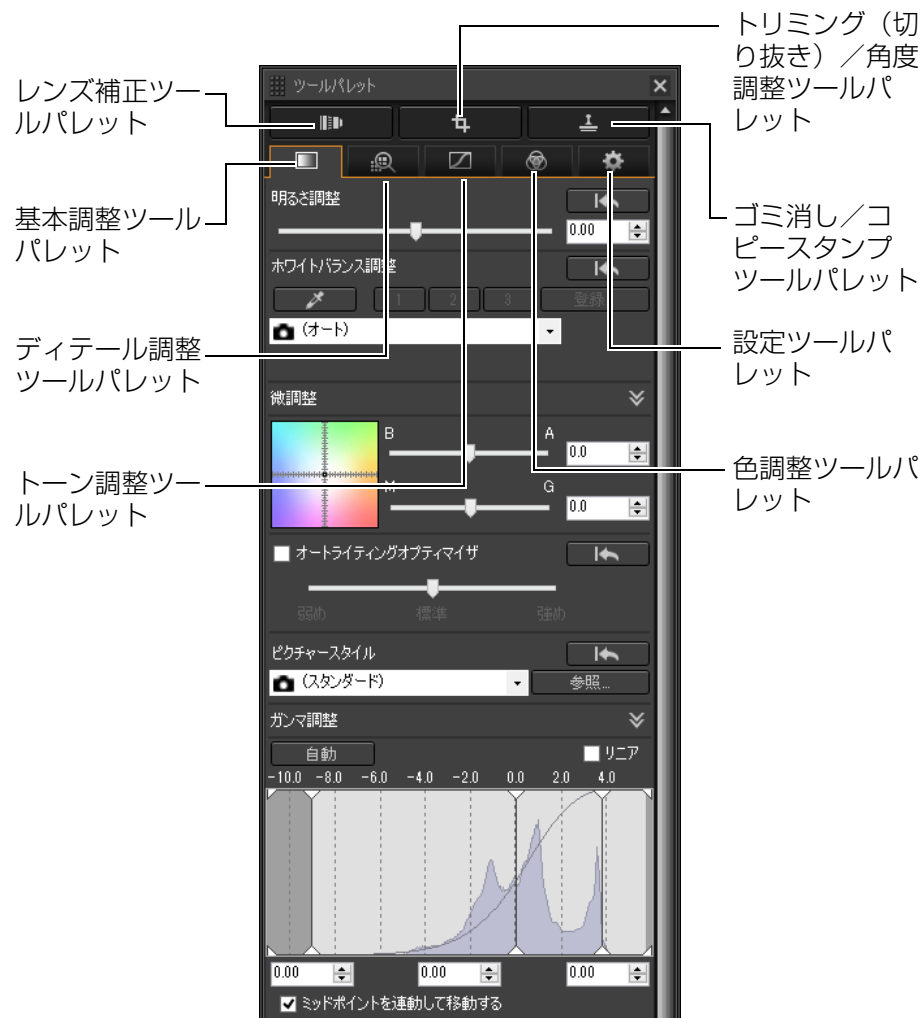 トリミング（切
り抜き）／角度
調整ツールパ
レット
レンズ補正ツー
ルパレット
ツールパレット
基本調整ツール
パレット
ゴミ消し／コ
ピースタンプ
ツールパレット
明るさ調整
0.00
ホワイトバランス調整
1 2 3 登録
(オート)
ディテール調整
ツールパレット
設定ツールパ
レット
微調整
B A
0.0
M G
0.0
トーン調整ツー
ルパレット
色調整ツールパ
レット
オートライティングオプティマイザ
弱め 標準 強め
ピクチャースタイル
(スタンダード) 参照...
ガンマ調整
自動 リニア
-10.0 -8.0 -6.0 -4.0 -2.0 0.0 2.0 4.0
0.00 0.00 0.00
ミッドポイントを連動して移動する